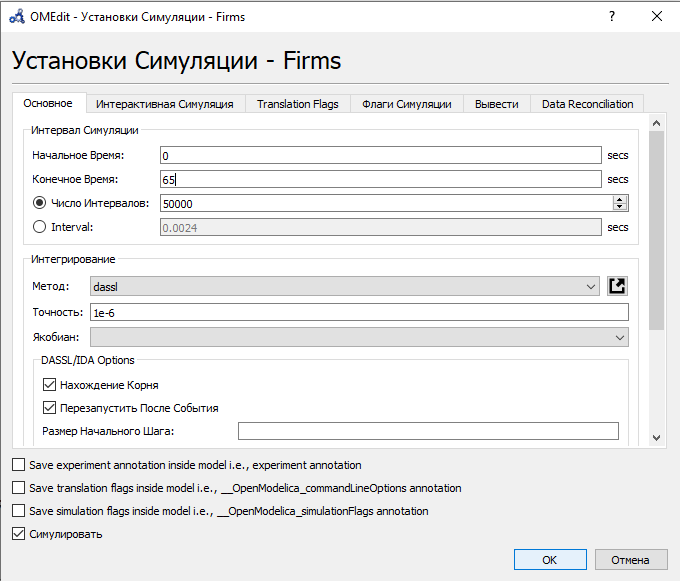 OMEdit - Установки Симуляции - Firms
Установки Симуляции - Firms
Основное Интерактивная Симуляция Translation Flags Флаги Симуляции Вывести Data Reconciliation
Интервал Симуляции
Начальное Время: 0 secs
Конечное Время: 65 secs
Число Интервалов: 50000
Interval: 0.0024 secs
Интегрирование
Метод: dassl
Точность: 1e-6
Якобиан:
DASSL/IDA Options
Нахождение Корня
Перезапустить После События
Размер Начального Шага:
Save experiment annotation inside model i.e., experiment annotation
Save translation flags inside model i.e., __OpenModelica_commandLineOptions annotation
Save simulation flags inside model i.e., __OpenModelica_simulationFlags annotation
Симулировать
OK Отмена